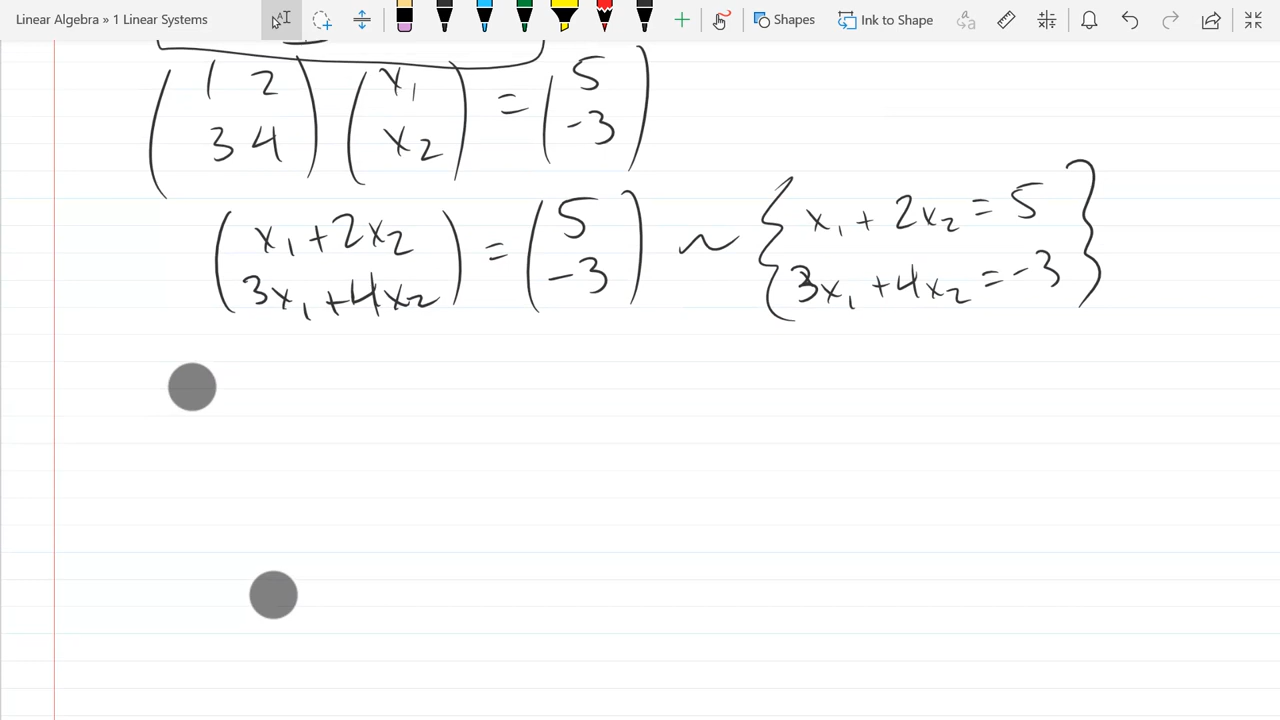 Linear Algebra » 1 Linear Systems
Shapes
Ink to Shape
(1 2
3 4) (x₁
x₂) = (5
-3)
(x₁+2x₂
3x₁+4x₂) = (5
-3) ~ {x₁ + 2x₂ = 5
3x₁ + 4x₂ = -3}